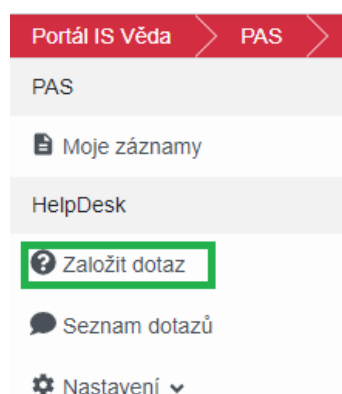 Portál IS Věda PAS
PAS
Moje záznamy
HelpDesk
Založit dotaz
Seznam dotazů
Nastavení